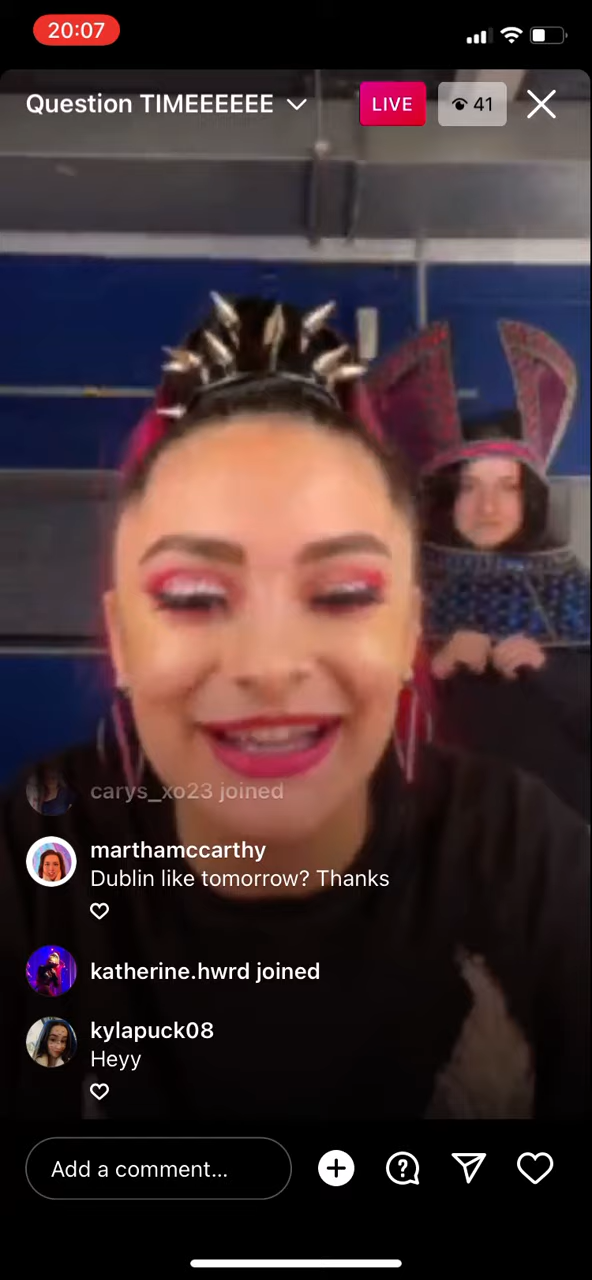 20:07
Question TIMEEEEEE
LIVE
41
carys_xo23 joined
marthamccarthy
Dublin like tomorrow? Thanks
katherine.hwrd joined
kylapuck08
Heyy
Add a comment...